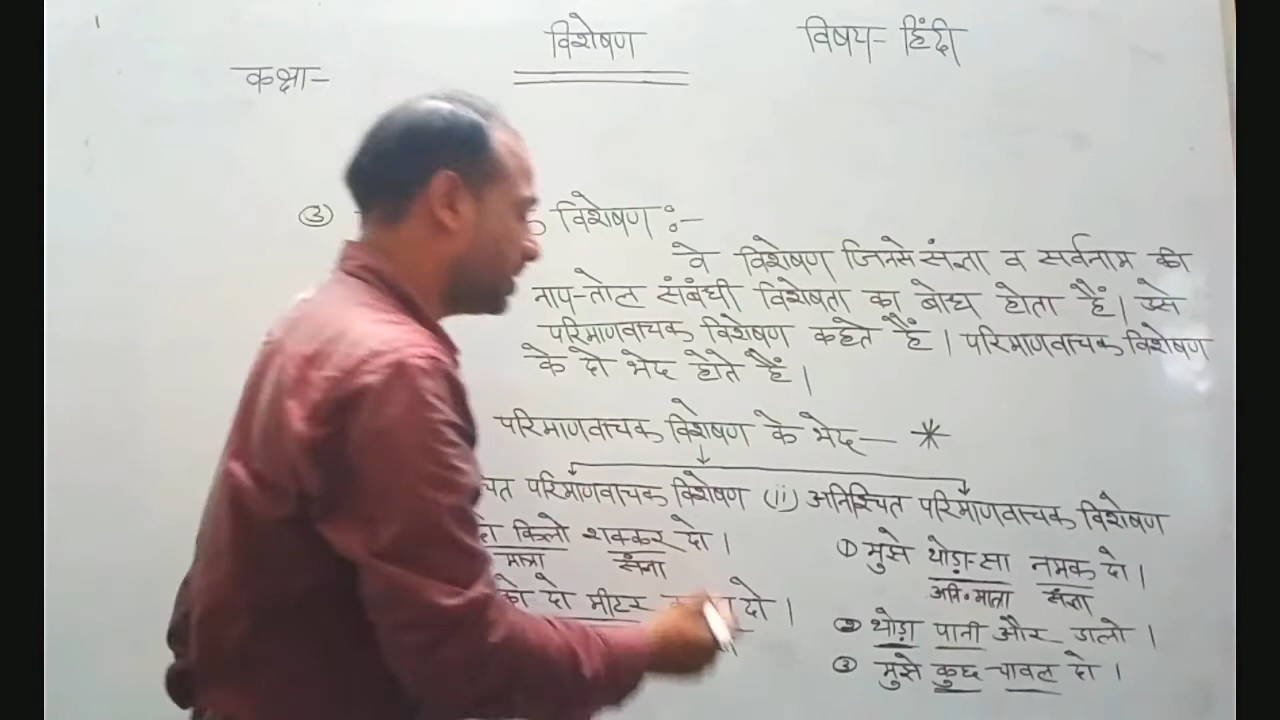 विशेषण
विषय- हिंदी
कक्षा-
③ विशेषण :-
वे विशेषण जिनसे संज्ञा व सर्वनाम की
नाप-तोल संबंधी विशेषता का बोध होता है। उसे
परिमाणवाचक विशेषण कहते हैं। परिमाणवाचक विशेषण
के दो भेद होते हैं।
परिमाणवाचक विशेषण के भेद— *
परिमाणवाचक विशेषण (ii) अनिश्चित परिमाणवाचक विशेषण
दो किलो शक्कर दो।
मात्रा संज्ञा
को दो मीटर दो।
① मुझे थोड़ा-सा नमक दो।
अनि॰मात्रा संज्ञा
② थोड़ा पानी और डालो।
③ मुझे कुछ चावल दो।